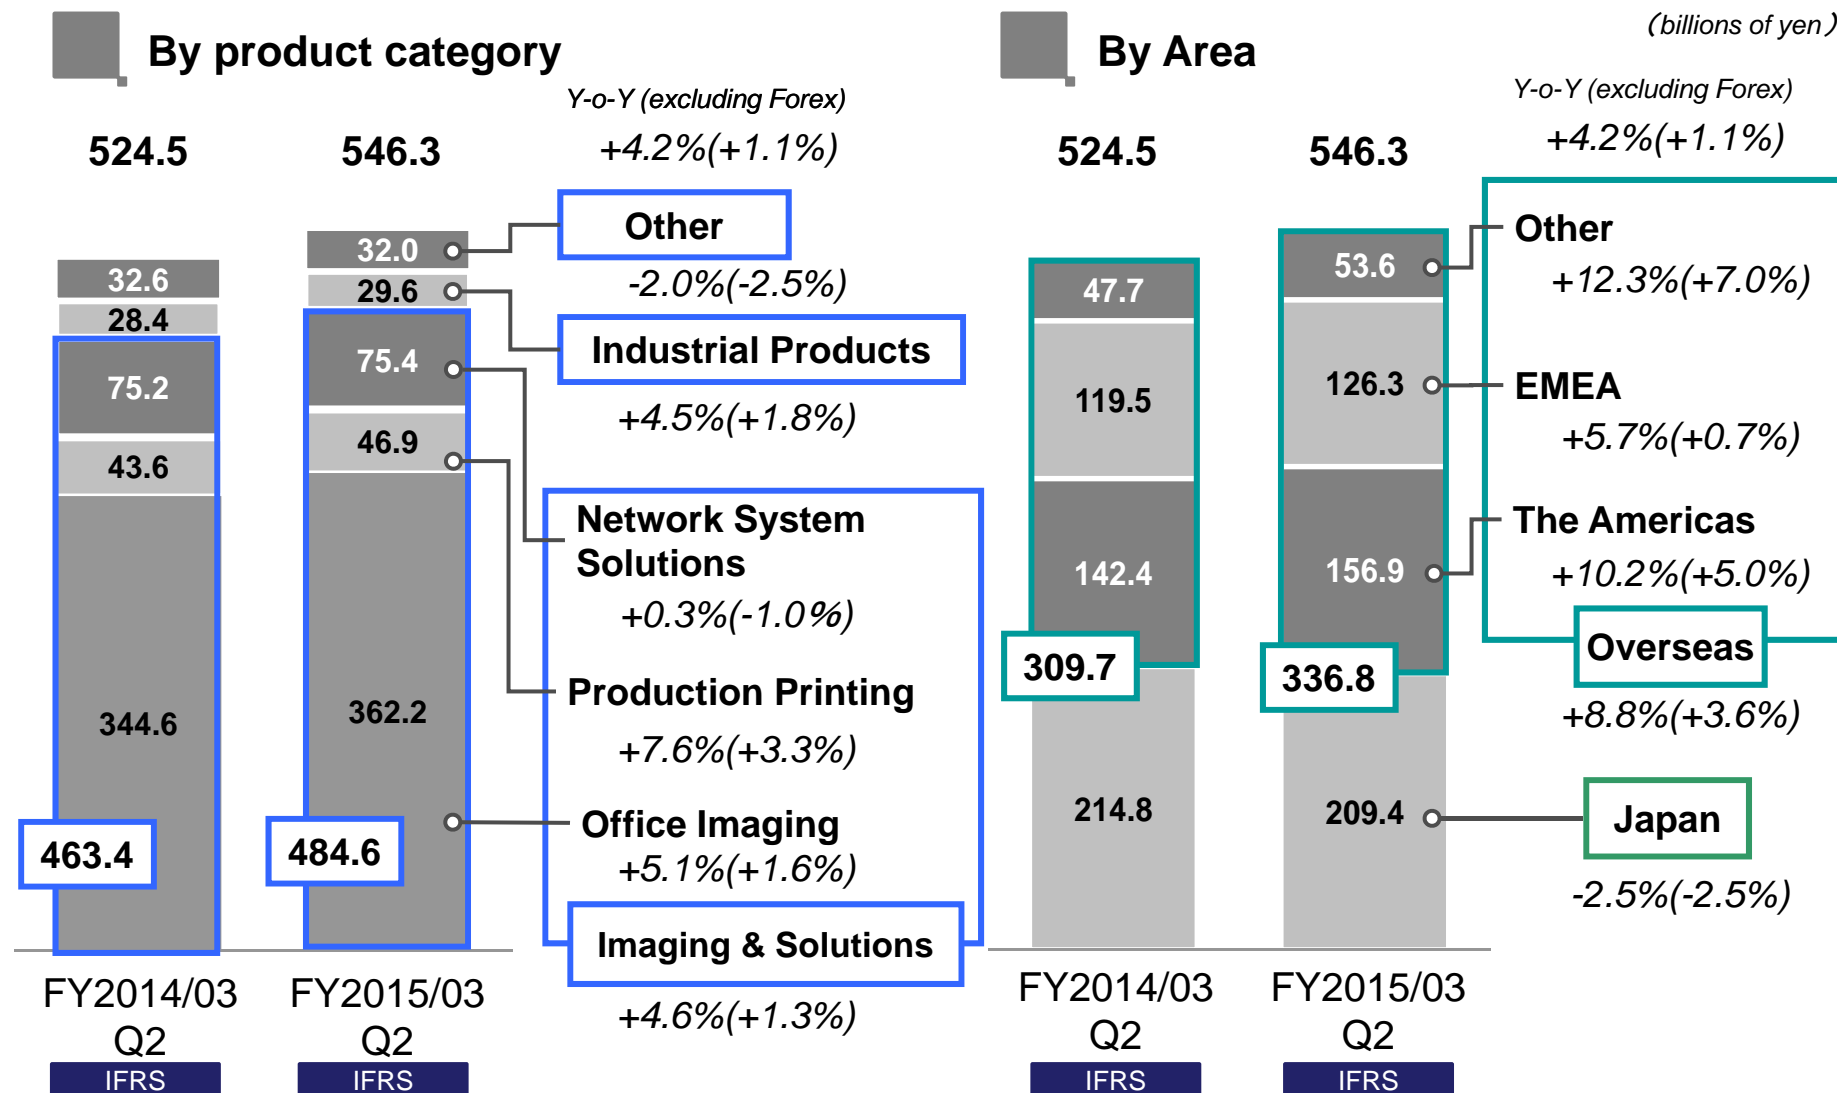 By product category
Y-o-Y (excluding Forex)
524.5
546.3
+4.2%(+1.1%)
32.6
28.4
75.2
43.6
344.6
463.4
32.0
29.6
75.4
46.9
362.2
484.6
Other
-2.0%(-2.5%)
Industrial Products
+4.5%(+1.8%)
Network System
Solutions
+0.3%(-1.0%)
Production Printing
+7.6%(+3.3%)
Office Imaging
+5.1%(+1.6%)
Imaging & Solutions
+4.6%(+1.3%)
FY2014/03
Q2
IFRS
FY2015/03
Q2
IFRS
By Area
(billions of yen)
Y-o-Y (excluding Forex)
524.5
546.3
+4.2%(+1.1%)
47.7
119.5
142.4
309.7
214.8
53.6
126.3
156.9
336.8
209.4
Other
+12.3%(+7.0%)
EMEA
+5.7%(+0.7%)
The Americas
+10.2%(+5.0%)
Overseas
+8.8%(+3.6%)
Japan
-2.5%(-2.5%)
FY2014/03
Q2
IFRS
FY2015/03
Q2
IFRS